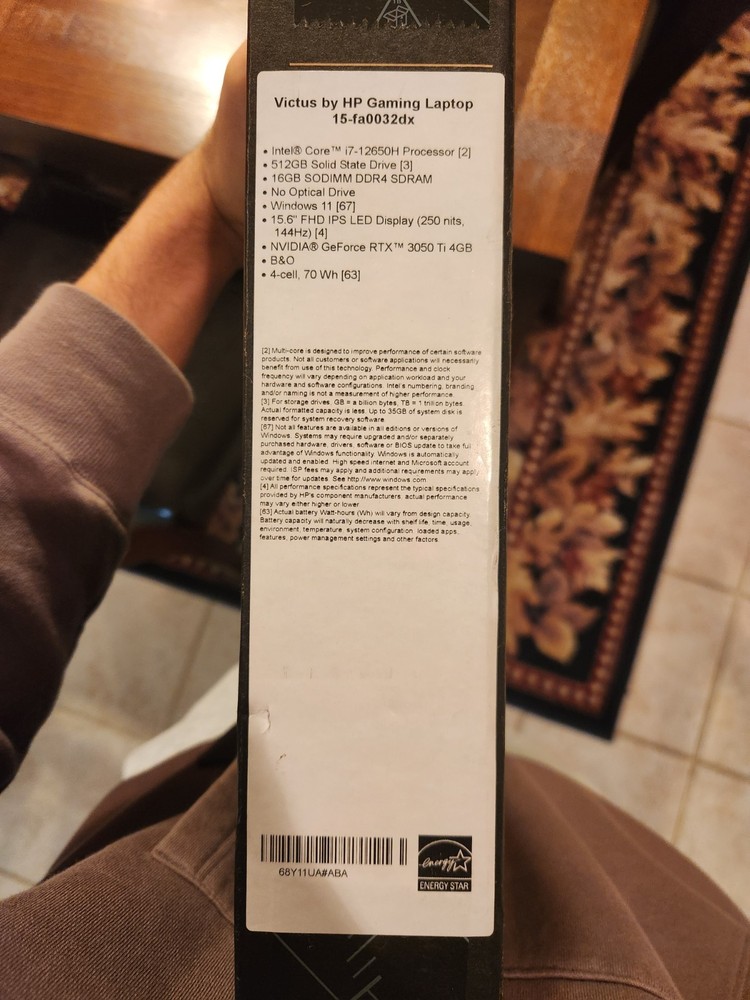 Victus by HP Gaming Laptop
15-fa0032dx
• Intel® Core™ i7-12650H Processor [2]
• 512GB Solid State Drive [3]
• 16GB SODIMM DDR4 SDRAM
• No Optical Drive
• Windows 11 [67]
• 15.6" FHD IPS LED Display (250 nits,
144Hz) [4]
• NVIDIA® GeForce RTX™ 3050 Ti 4GB
• B&O
• 4-cell, 70 Wh [63]
[2] Multi-core is designed to improve performance of certain software
products. Not all customers or software applications will necessarily
benefit from use of this technology. Performance and clock
frequency will vary depending on application workload and your
hardware and software configurations. Intel's numbering, branding
and/or naming is not a measurement of higher performance.
[3] For storage drives, GB = a billion bytes, TB = 1 trillion bytes.
Actual formatted capacity is less. Up to 35GB of system disk is
reserved for system recovery software.
[67] Not all features are available in all editions or versions of
Windows. Systems may require upgraded and/or separately
purchased hardware, drivers, software or BIOS update to take full
advantage of Windows functionality. Windows is automatically
updated and enabled. High speed internet and Microsoft account
required. ISP fees may apply and additional requirements may apply
over time for updates. See http://www.windows.com
[4] All performance specifications represent the typical specifications
provided by HP's component manufacturers; actual performance
may vary either higher or lower.
[63] Actual battery Watt-hours (Wh) will vary from design capacity.
Battery capacity will naturally decrease with shelf life, time, usage,
environment, temperature, system configuration, loaded apps,
features, power management settings and other factors.
68Y11UA#ABA
energy
ENERGY STAR